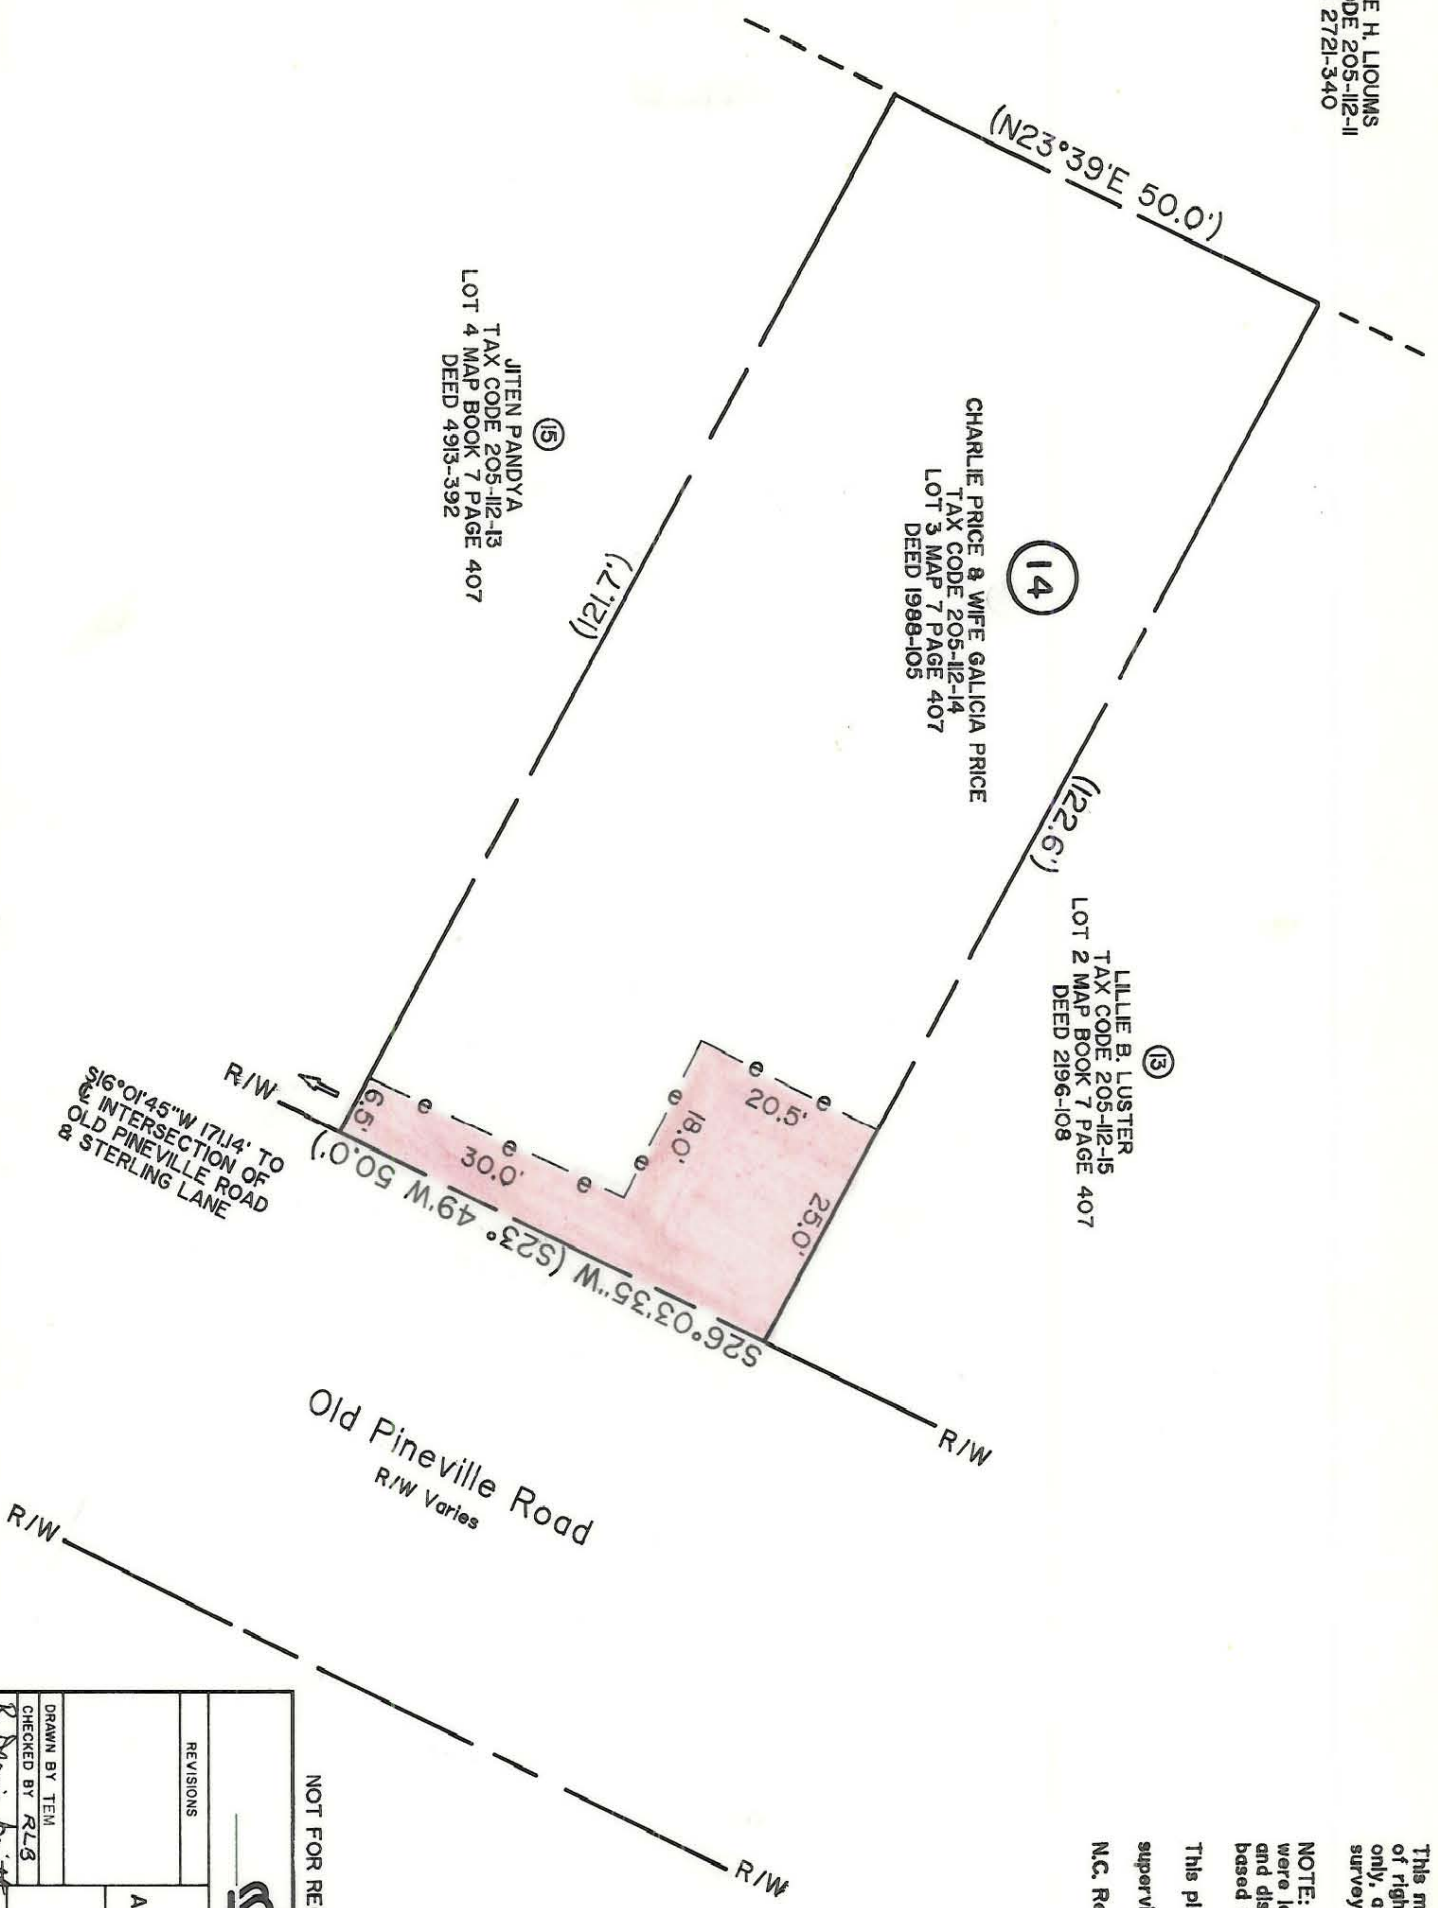 E H. LIOUMS
DE 205-112-11
2721-340
(N23°39'E 50.0')
JITEN PANDYA
TAX CODE 205-112-13
LOT 4 MAP BOOK 7 PAGE 407
DEED 4913-392
15
14
CHARLIE PRICE & WIFE GALICIA PRICE
TAX CODE 205-112-14
LOT 3 MAP 7 PAGE 407
DEED 1988-105
(121.7')
(122.6')
13
LILLIE B. LUSTER
TAX CODE 205-112-15
LOT 2 MAP BOOK 7 PAGE 407
DEED 2196-108
e
e
20.5'
e
18.0'
e
25.0'
6.5'
e
e
30.0'
e
S26°03'35"W (S23° 49'W 50.0')
R/W
S16°01'45"W 171.14' TO
℄ INTERSECTION OF
OLD PINEVILLE ROAD
& STERLING LANE
R/W
Old Pineville Road
R/W Varies
R/W
R/W
This m
of righ
only, a
survey
NOTE:
were lo
and dis
based
This pl
supervi
N.C. Re
NOT FOR RE
REVISIONS
DRAWN BY TEM
CHECKED BY RLB
A